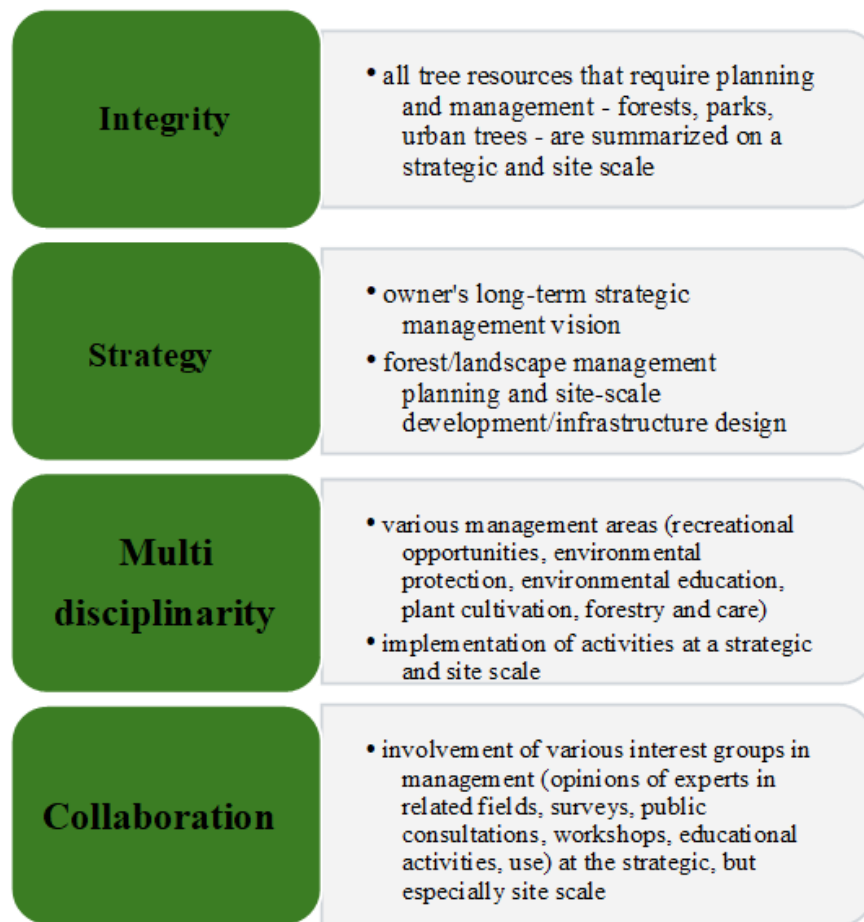 Integrity
• all tree resources that require planning
and management - forests, parks,
urban trees - are summarized on a
strategic and site scale
Strategy
• owner's long-term strategic
management vision
• forest/landscape management
planning and site-scale
development/infrastructure design
Multi
disciplinarity
• various management areas (recreational
opportunities, environmental
protection, environmental education,
plant cultivation, forestry and care)
• implementation of activities at a strategic
and site scale
Collaboration
• involvement of various interest groups in
management (opinions of experts in
related fields, surveys, public
consultations, workshops, educational
activities, use) at the strategic, but
especially site scale